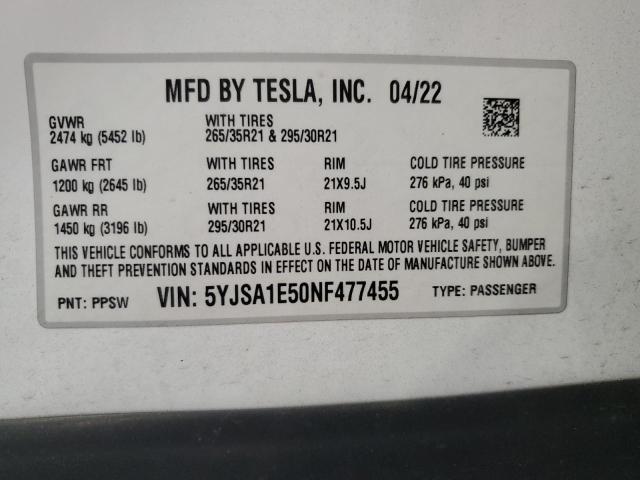 MFD BY TESLA, INC. 04/22
GVWR WITH TIRES
2474 kg (5452 lb) 265/35R21 & 295/30R21
GAWR FRT WITH TIRES RIM COLD TIRE PRESSURE
1200 kg (2645 lb) 265/35R21 21X9.5J 276 kPa, 40 psi
GAWR RR WITH TIRES RIM COLD TIRE PRESSURE
1450 kg (3196 lb) 295/30R21 21X10.5J 276 kPa, 40 psi
THIS VEHICLE CONFORMS TO ALL APPLICABLE U.S. FEDERAL MOTOR VEHICLE SAFETY, BUMPER
AND THEFT PREVENTION STANDARDS IN EFFECT ON THE DATE OF MANUFACTURE SHOWN ABOVE.
PNT: PPSW VIN: 5YJSA1E50NF477455 TYPE: PASSENGER